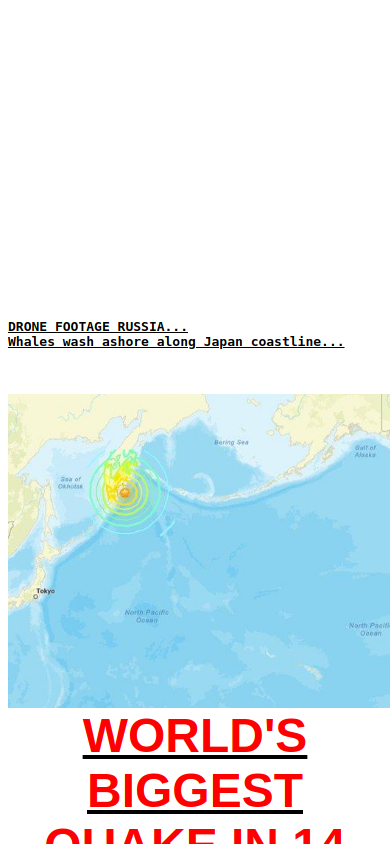 DRONE FOOTAGE RUSSIA...
Whales wash ashore along Japan coastline...
Bering Sea
Gulf of
Alaska
Sea of
Okhotsk
Tokyo
North Pacific
Ocean
North Pacific
Ocean
WORLD'S
BIGGEST
QUAKE IN 14